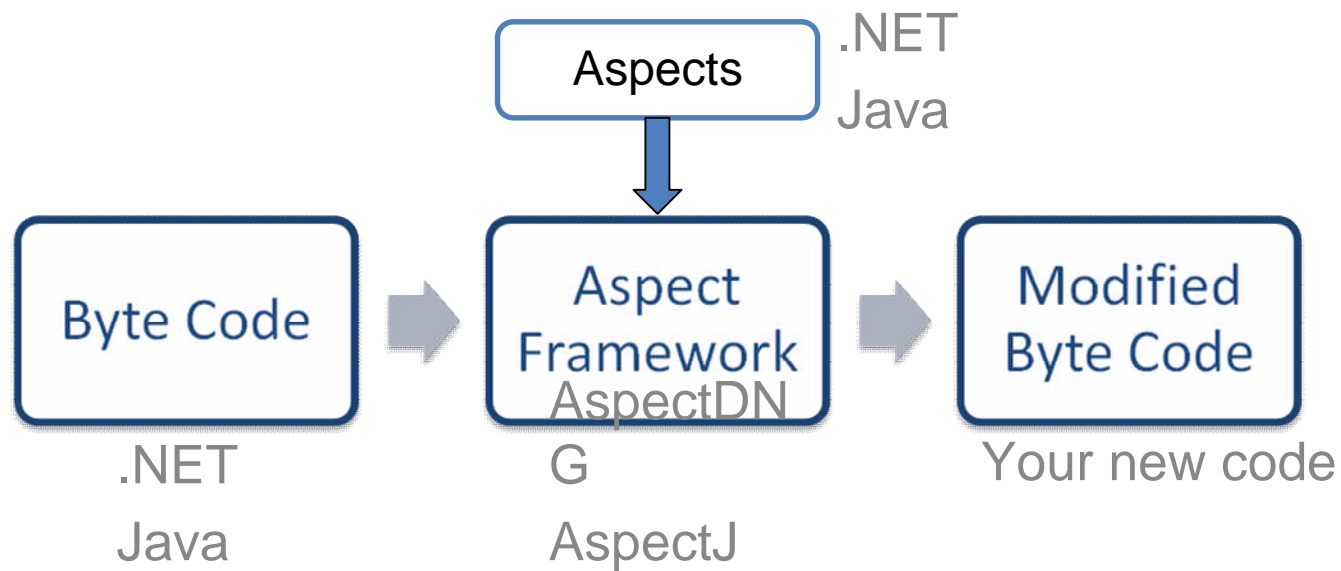 Aspects
.NET
Java
Byte Code
Aspect
Framework
Modified
Byte Code
.NET
Java
AspectDN
G
AspectJ
Your new code